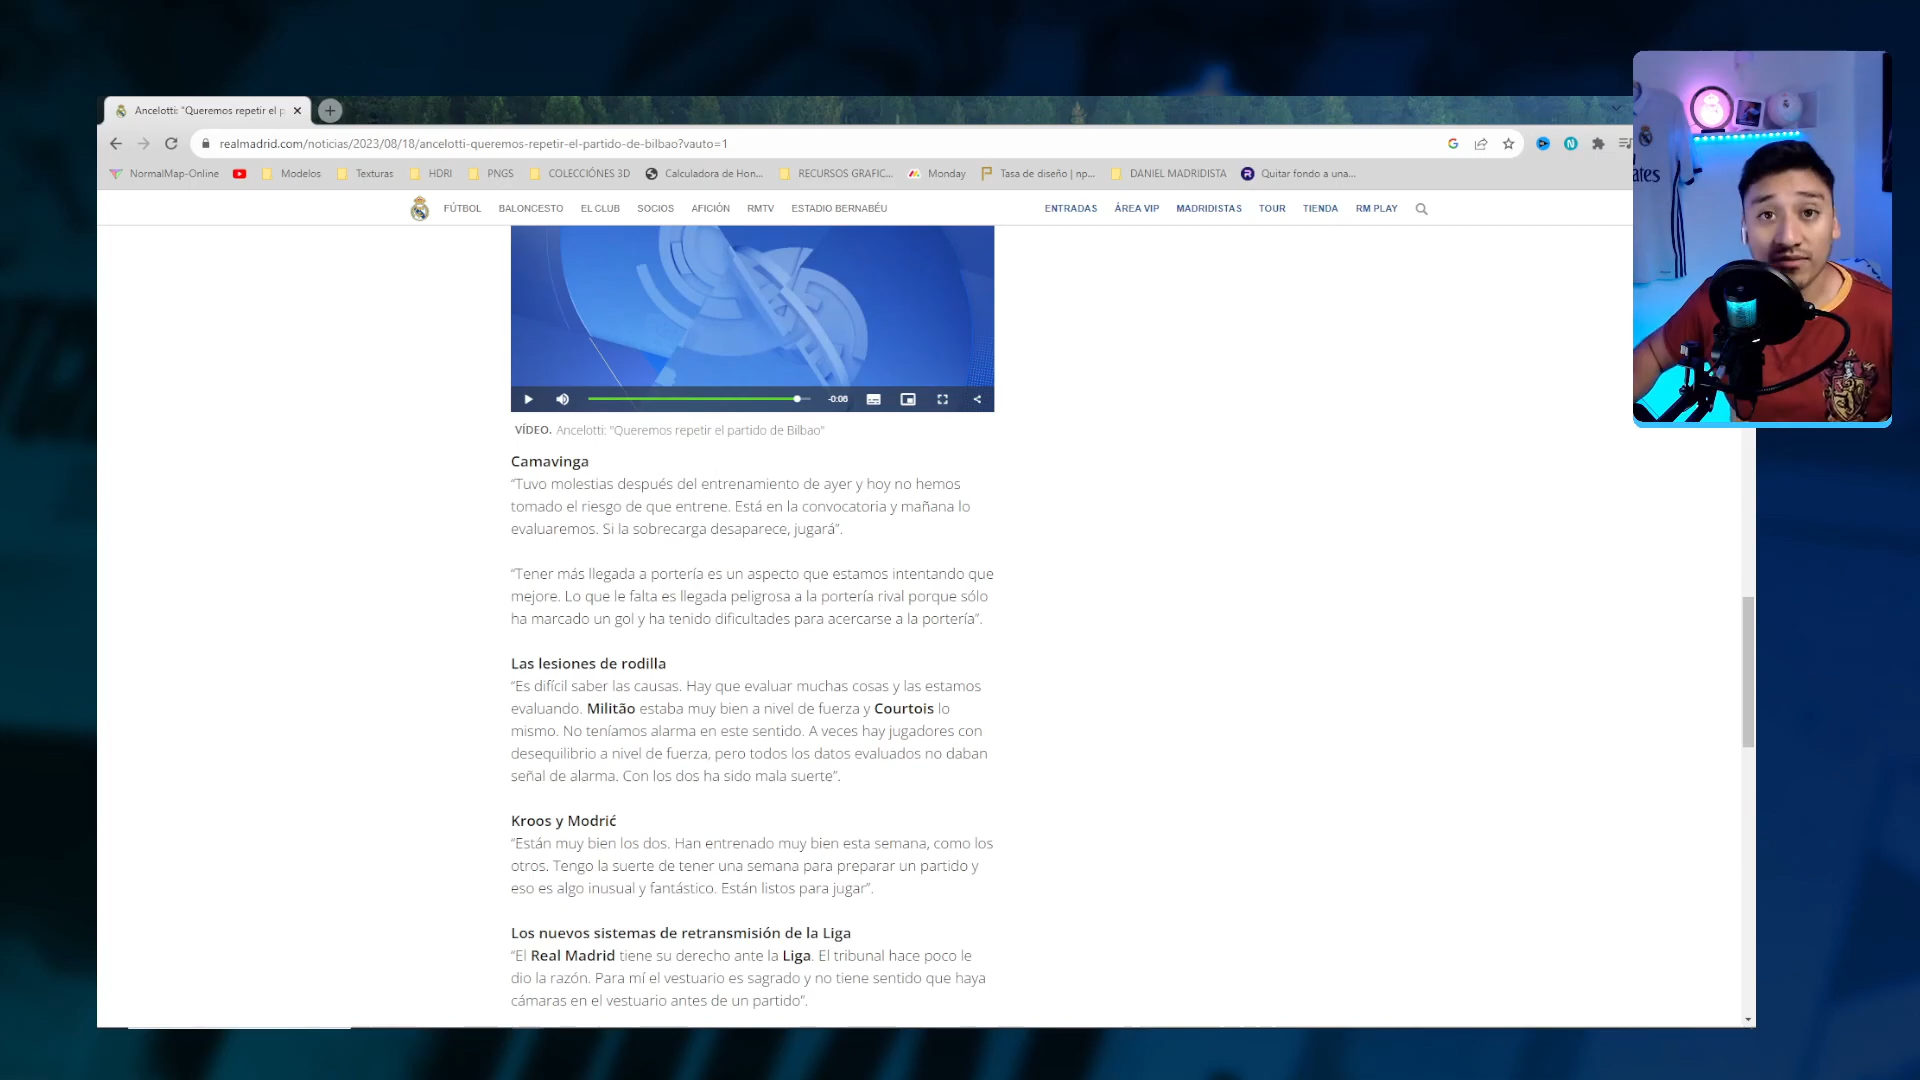 Ancelotti: "Queremos repetir el p
realmadrid.com/noticias/2023/08/18/ancelotti-queremos-repetir-el-partido-de-bilbao?vauto=1
NormalMap-Online Modelos Texturas HDRI PNGS COLECCIÓNES 3D Calculadora de Hon... RECURSOS GRAFIC... Monday Tasa de diseño | np... DANIEL MADRIDISTA Quitar fondo a una...
FÚTBOL BALONCESTO EL CLUB SOCIOS AFICIÓN RMTV ESTADIO BERNABÉU ENTRADAS ÁREA VIP MADRIDISTAS TOUR TIENDA RM PLAY
-0:06
VÍDEO. Ancelotti: "Queremos repetir el partido de Bilbao"
Camavinga
“Tuvo molestias después del entrenamiento de ayer y hoy no hemos
tomado el riesgo de que entrene. Está en la convocatoria y mañana lo
evaluaremos. Si la sobrecarga desaparece, jugará”.
“Tener más llegada a portería es un aspecto que estamos intentando que
mejore. Lo que le falta es llegada peligrosa a la portería rival porque sólo
ha marcado un gol y ha tenido dificultades para acercarse a la portería”.
Las lesiones de rodilla
“Es difícil saber las causas. Hay que evaluar muchas cosas y las estamos
evaluando. Militão estaba muy bien a nivel de fuerza y Courtois lo
mismo. No teníamos alarma en este sentido. A veces hay jugadores con
desequilibrio a nivel de fuerza, pero todos los datos evaluados no daban
señal de alarma. Con los dos ha sido mala suerte”.
Kroos y Modrić
“Están muy bien los dos. Han entrenado muy bien esta semana, como los
otros. Tengo la suerte de tener una semana para preparar un partido y
eso es algo inusual y fantástico. Están listos para jugar”.
Los nuevos sistemas de retransmisión de la Liga
“El Real Madrid tiene su derecho ante la Liga. El tribunal hace poco le
dio la razón. Para mí el vestuario es sagrado y no tiene sentido que haya
cámaras en el vestuario antes de un partido”.